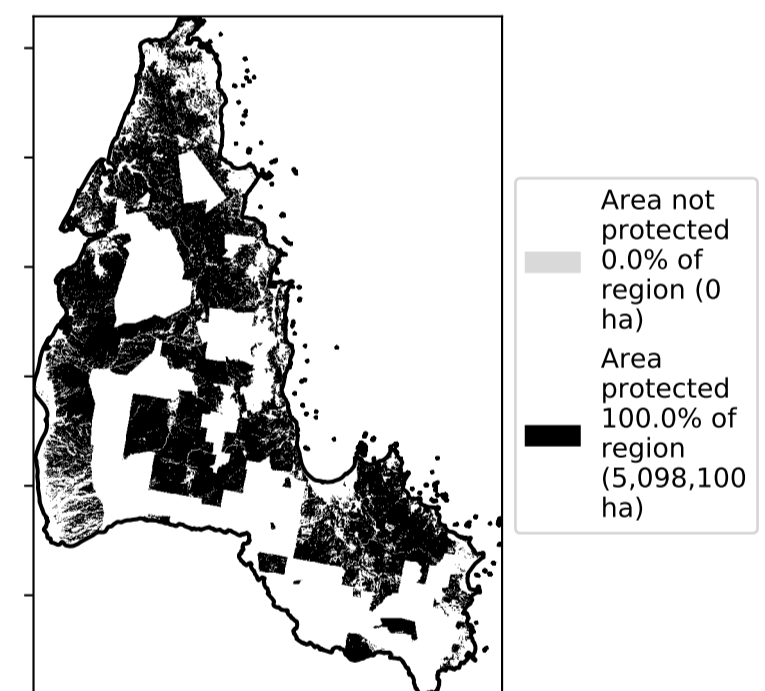 Area not
protected
0.0% of
region (0
ha)
Area
protected
100.0% of
region
(5,098,100
ha)